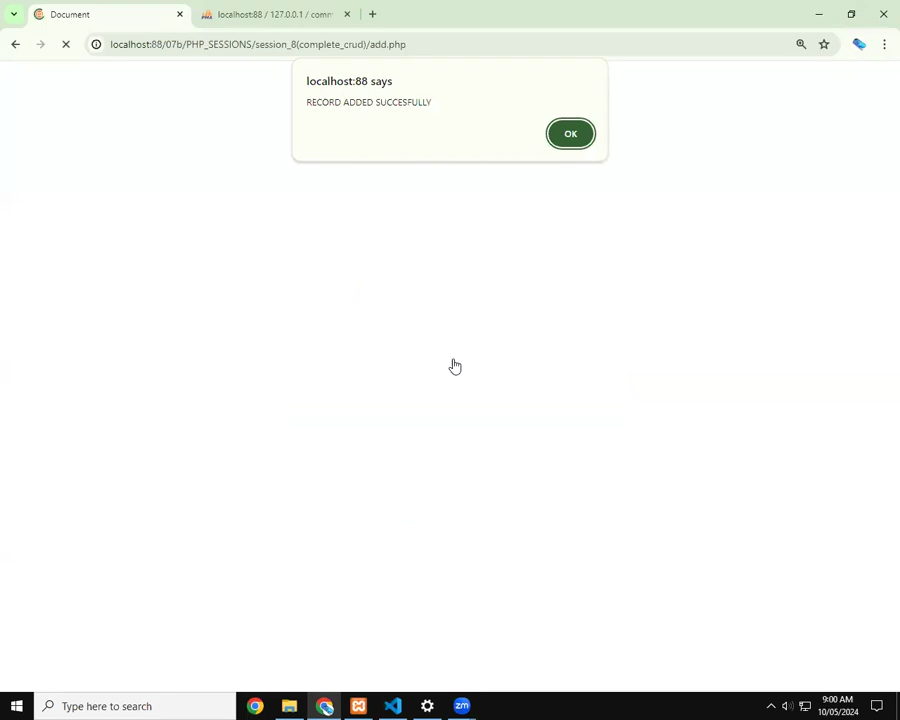 Document
localhost:88 / 127.0.0.1 / comm
localhost:88/07b/PHP_SESSIONS/session_8(complete_crud)/add.php
localhost:88 says
RECORD ADDED SUCCESFULLY
OK
Type here to search
zm
9:00 AM
10/05/2024